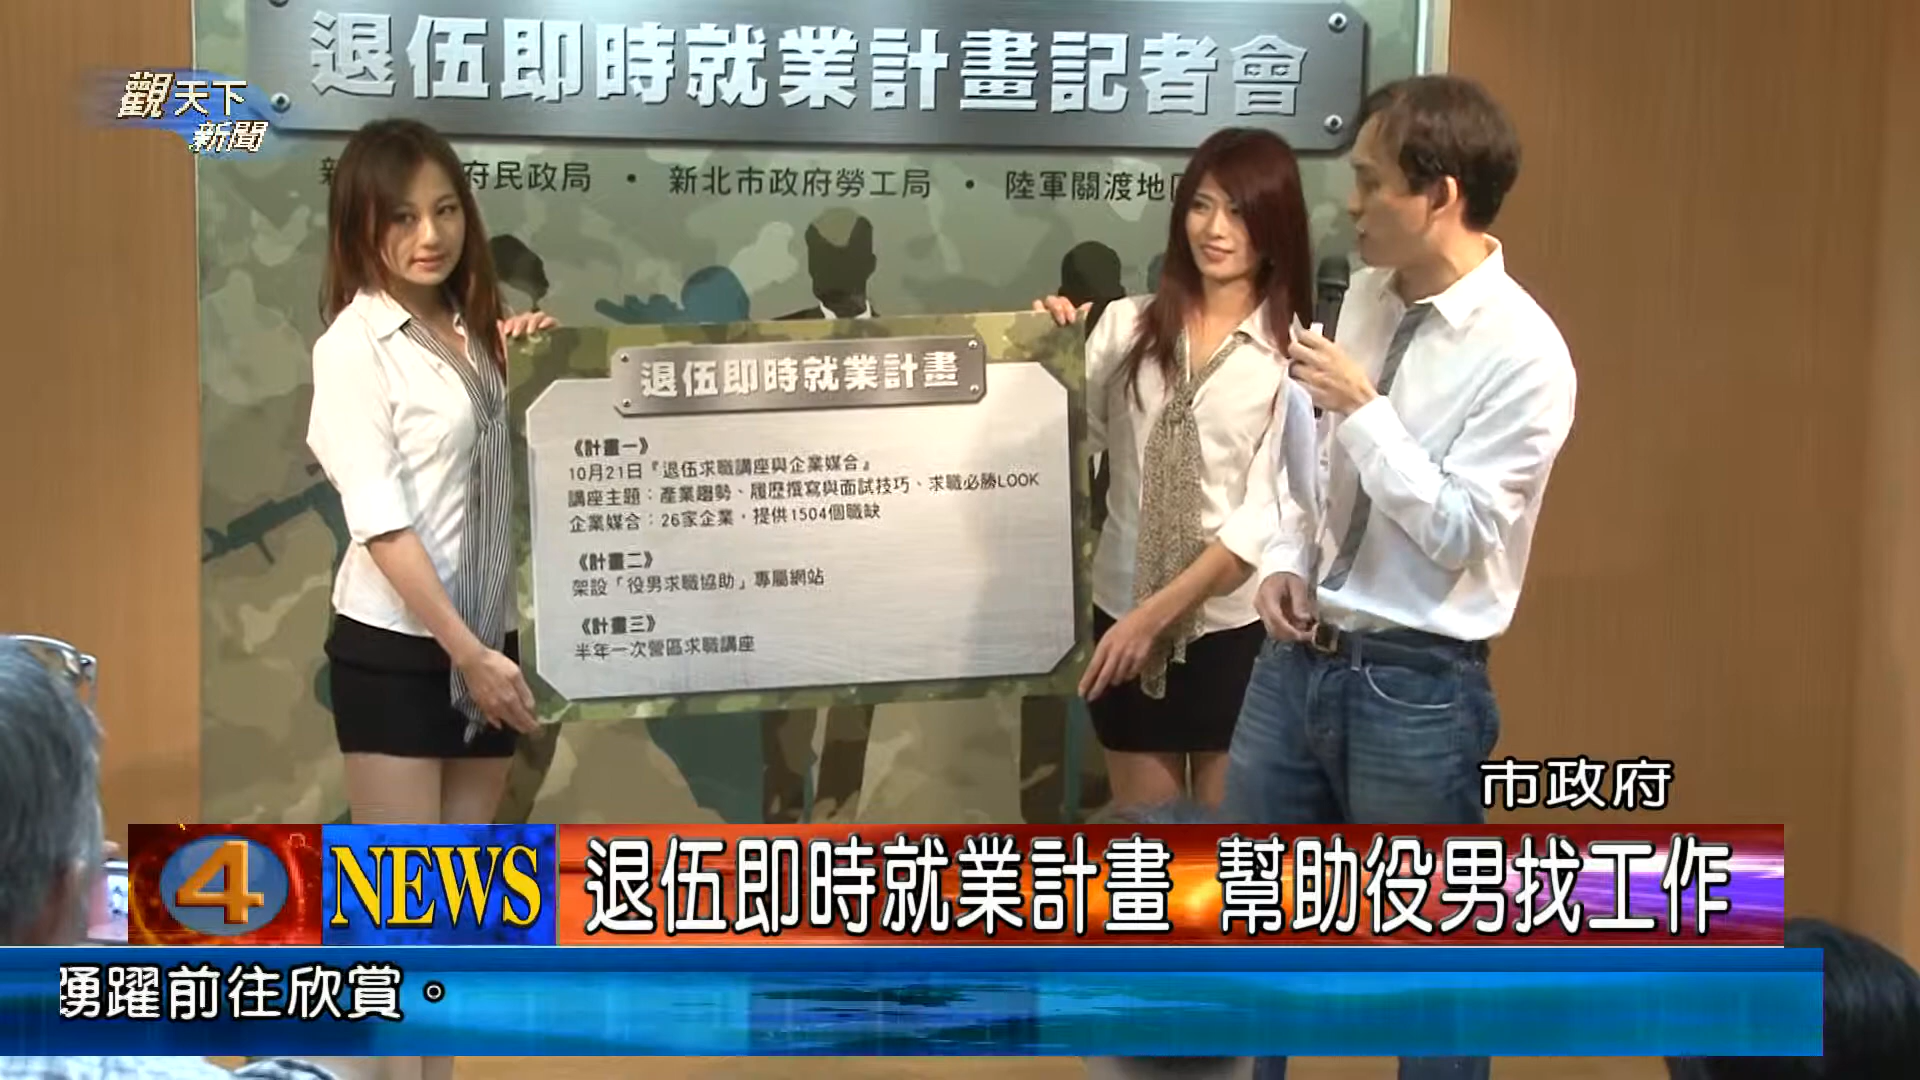 退伍即時就業計畫記者會
觀天下
新聞
新 府民政局 • 新北市政府勞工局 • 陸軍關渡地
退伍即時就業計畫
《計畫一》
10月21日『退伍求職講座與企業媒合』
講座主題：產業趨勢、履歷撰寫與面試技巧、求職必勝LOOK
企業媒合：26家企業，提供1504個職缺
《計畫二》
架設「役男求職協助」專屬網站
《計畫三》
半年一次營區求職講座
市政府
4 NEWS 退伍即時就業計畫 幫助役男找工作
踴躍前往欣賞。